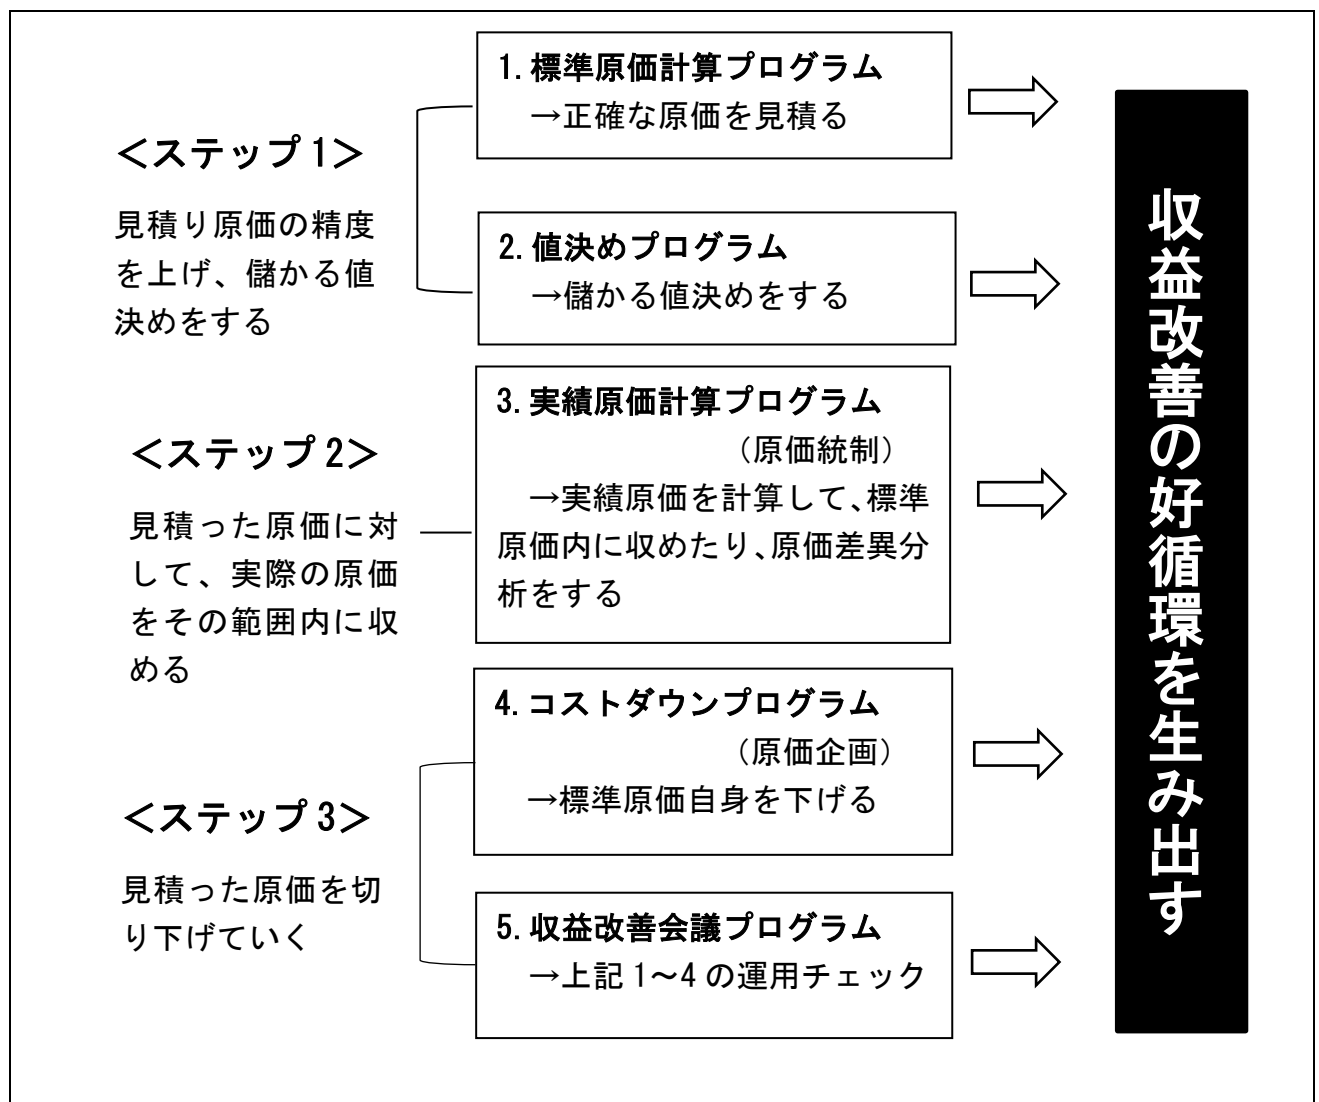 ＜ステップ1＞
見積り原価の精度
を上げ、儲かる値
決めをする
1.標準原価計算プログラム
→正確な原価を見積る
2.値決めプログラム
→儲かる値決めをする
＜ステップ2＞
見積った原価に対
して、実際の原価
をその範囲内に収
める
3.実績原価計算プログラム
（原価統制）
→実績原価を計算して、標準
原価内に収めたり、原価差異分
析をする
＜ステップ3＞
見積った原価を切
り下げていく
4.コストダウンプログラム
（原価企画）
→標準原価自身を下げる
5.収益改善会議プログラム
→上記1～4の運用チェック
収益改善の好循環を生み出す